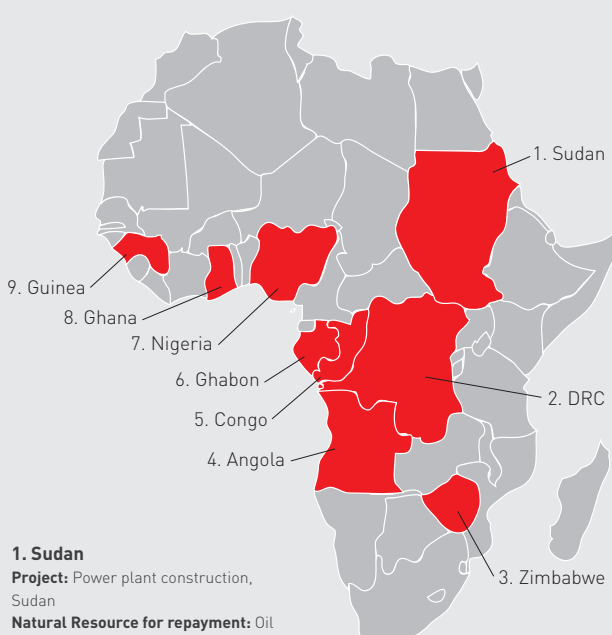 1. Sudan
9. Guinea
8. Ghana
7. Nigeria
6. Ghabon
5. Congo
4. Angola
2. DRC
3. Zimbabwe
1. Sudan
Project: Power plant construction,
Sudan
Natural Resource for repayment: Oil